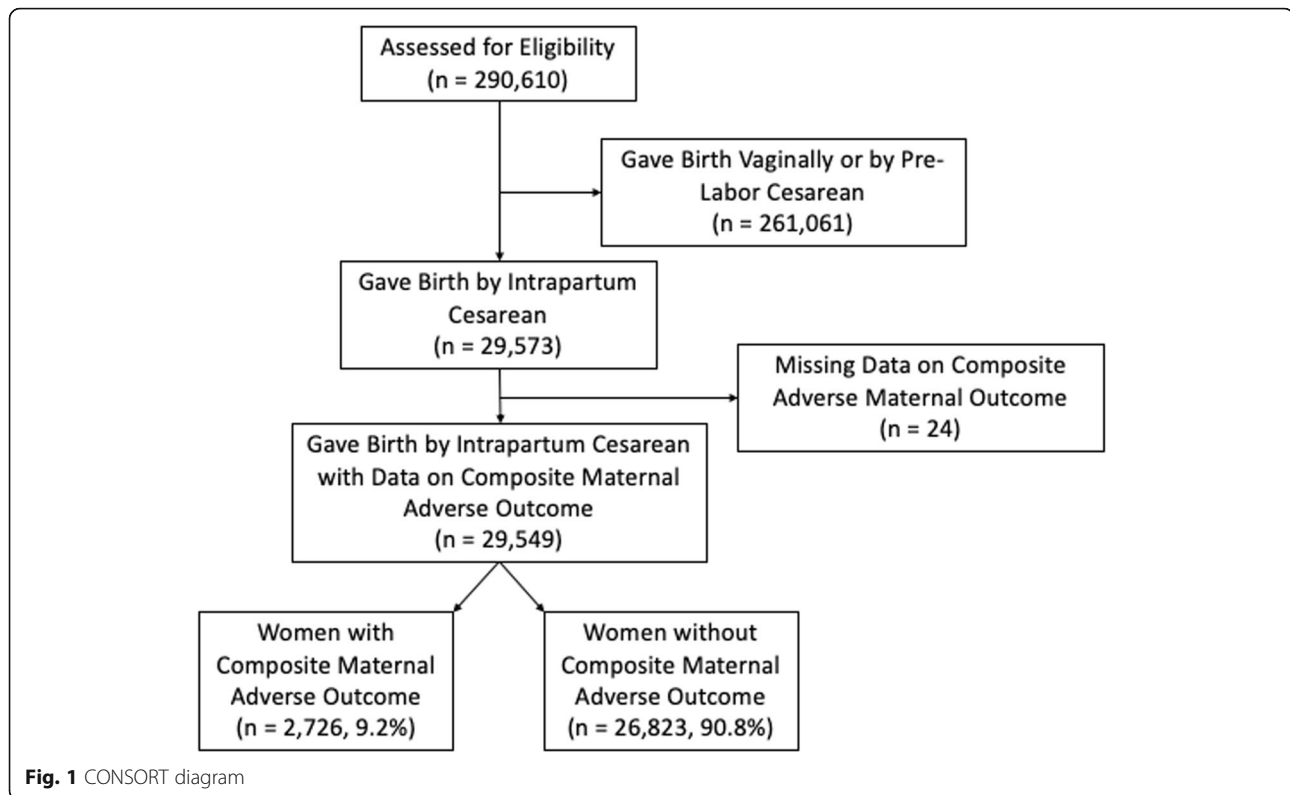 Assessed for Eligibility
(n = 290,610)
Gave Birth Vaginally or by Pre-
Labor Cesarean
(n = 261,061)
Gave Birth by Intrapartum
Cesarean
(n = 29,573)
Missing Data on Composite
Adverse Maternal Outcome
(n = 24)
Gave Birth by Intrapartum Cesarean
with Data on Composite Maternal
Adverse Outcome
(n = 29,549)
Women with
Composite Maternal
Adverse Outcome
(n = 2,726, 9.2%)
Women without
Composite Maternal
Adverse Outcome
(n = 26,823, 90.8%)
Fig. 1 CONSORT diagram